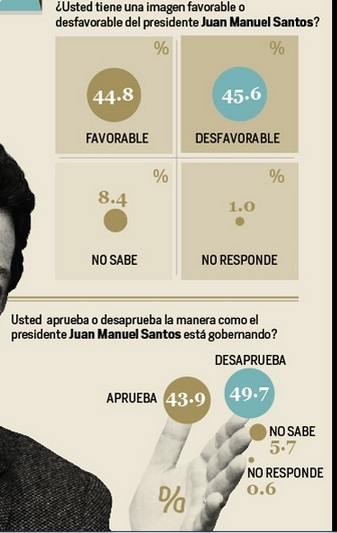 ¿Usted tiene una imagen favorable o
desfavorable del presidente Juan Manuel Santos?
%
44.8
FAVORABLE
%
45.6
DESFAVORABLE
%
8.4
NO SABE
%
1.0
NO RESPONDE
Usted aprueba o desaprueba la manera como el
presidente Juan Manuel Santos está gobernando?
DESAPRUEBA
APRUEBA 43.9
49.7
NO SABE
5.7
NO RESPONDE
0.6
%